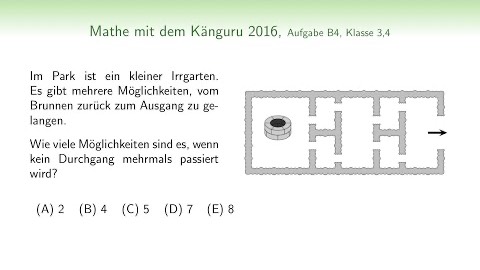 Mathe mit dem Känguru 2016, Aufgabe B4, Klasse 3,4
Im Park ist ein kleiner Irrgarten.
Es gibt mehrere Möglichkeiten, vom
Brunnen zurück zum Ausgang zu ge-
langen.
Wie viele Möglichkeiten sind es, wenn
kein Durchgang mehrmals passiert
wird?
(A) 2 (B) 4 (C) 5 (D) 7 (E) 8